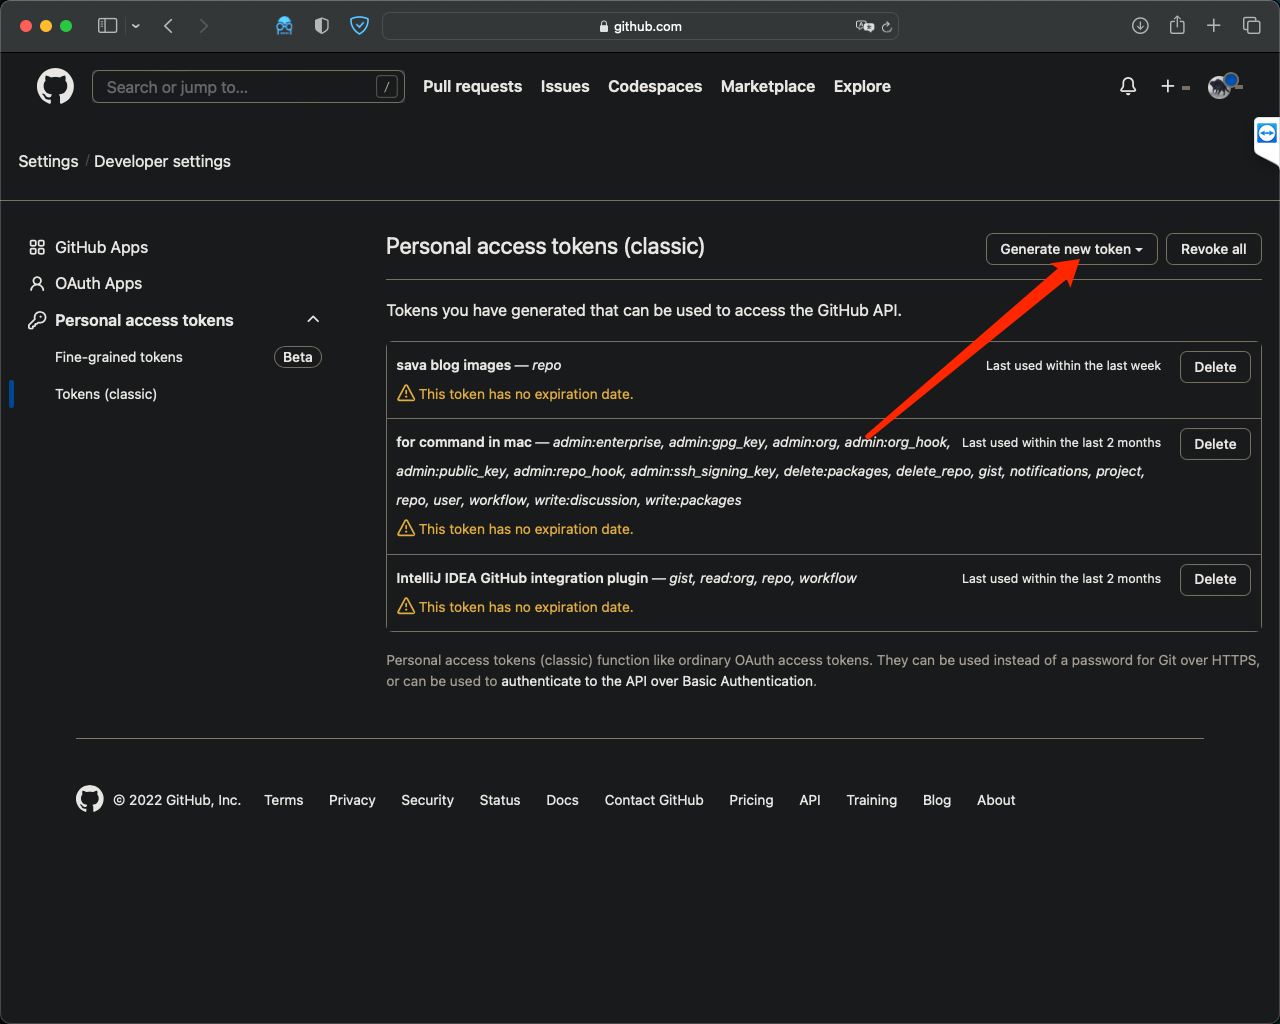 github.com
Search or jump to...
/
Pull requests
Issues
Codespaces
Marketplace
Explore
Settings / Developer settings
GitHub Apps
OAuth Apps
Personal access tokens
Fine-grained tokens
Beta
Tokens (classic)
Personal access tokens (classic)
Generate new token
Revoke all
Tokens you have generated that can be used to access the GitHub API.
sava blog images — repo
Last used within the last week
Delete
This token has no expiration date.
for command in mac — admin:enterprise, admin:gpg_key, admin:org, admin:org_hook,
Last used within the last 2 months
Delete
admin:public_key, admin:repo_hook, admin:ssh_signing_key, delete:packages, delete_repo, gist, notifications, project,
repo, user, workflow, write:discussion, write:packages
This token has no expiration date.
IntelliJ IDEA GitHub integration plugin — gist, read:org, repo, workflow
Last used within the last 2 months
Delete
This token has no expiration date.
Personal access tokens (classic) function like ordinary OAuth access tokens. They can be used instead of a password for Git over HTTPS,
or can be used to authenticate to the API over Basic Authentication.
© 2022 GitHub, Inc.
Terms
Privacy
Security
Status
Docs
Contact GitHub
Pricing
API
Training
Blog
About